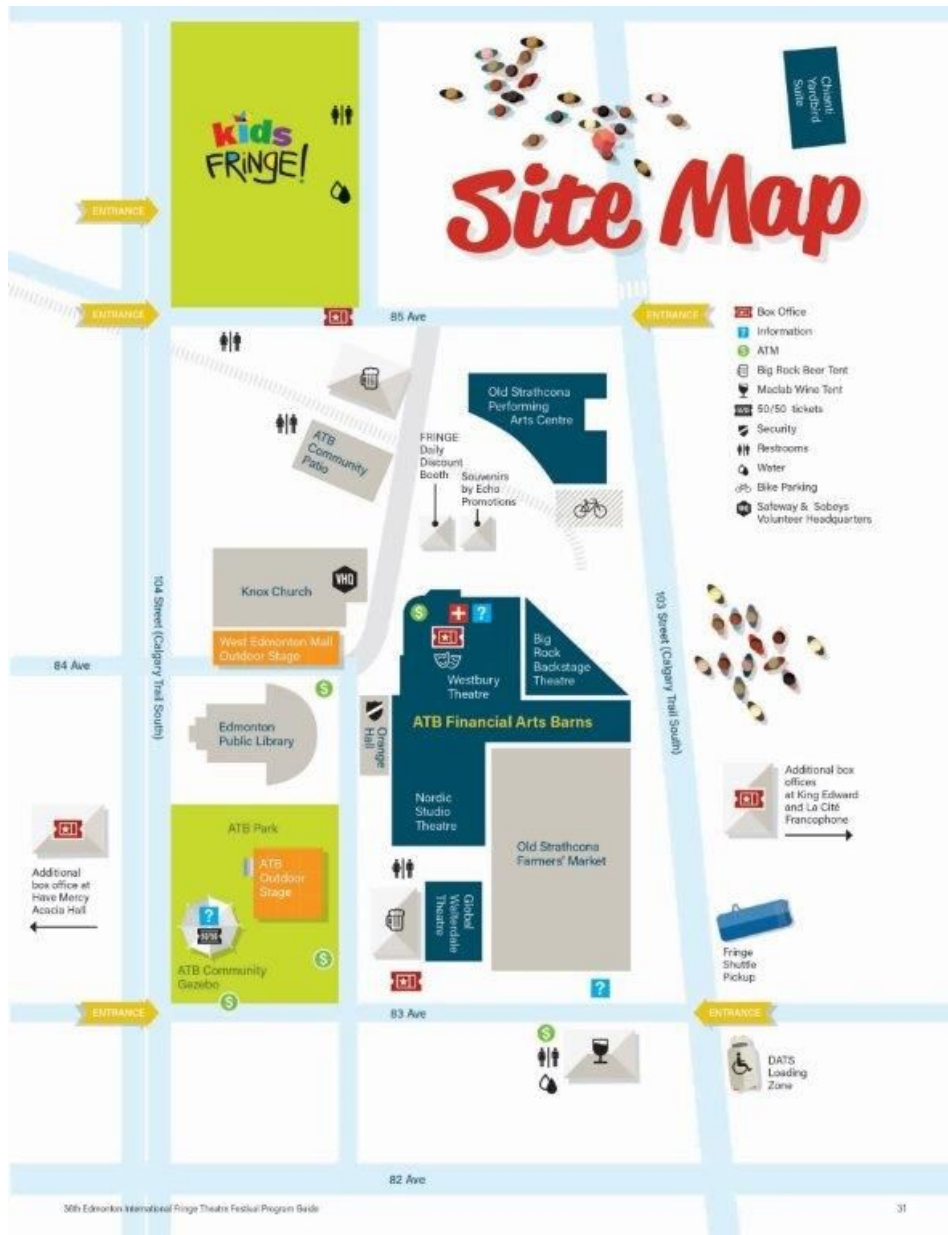 kids
FRiNGE!
Chianti
Yardbird
Suite
Site Map
ENTRANCE
ENTRANCE
85 Ave
ENTRANCE
Box Office
Information
ATM
Big Rock Beer Tent
Maclab Wine Tent
50/50 tickets
Security
Restrooms
Water
Bike Parking
Safeway & Sobeys
Volunteer Headquarters
Old Strathcona
Performing
Arts Centre
ATB
Community
Patio
FRINGE
Daily
Discount
Booth
Souvenirs
by Echo
Promotions
Knox Church
VHQ
West Edmonton Mall
Outdoor Stage
104 Street (Calgary Trail South)
103 Street (Calgary Trail South)
84 Ave
Westbury
Theatre
Big
Rock
Backstage
Theatre
Edmonton
Public Library
Orange
Hall
ATB Financial Arts Barns
Nordic
Studio
Theatre
Old Strathcona
Farmers' Market
Additional box
offices
at King Edward
and La Cité
Francophone
ATB Park
ATB
Outdoor
Stage
Additional
box office at
Have Mercy
Acacia Hall
50/50
ATB Community
Gazebo
Global
Walterdale
Theatre
Fringe
Shuttle
Pickup
ENTRANCE
83 Ave
ENTRANCE
DATS
Loading
Zone
82 Ave
36th Edmonton International Fringe Theatre Festival Program Guide
31